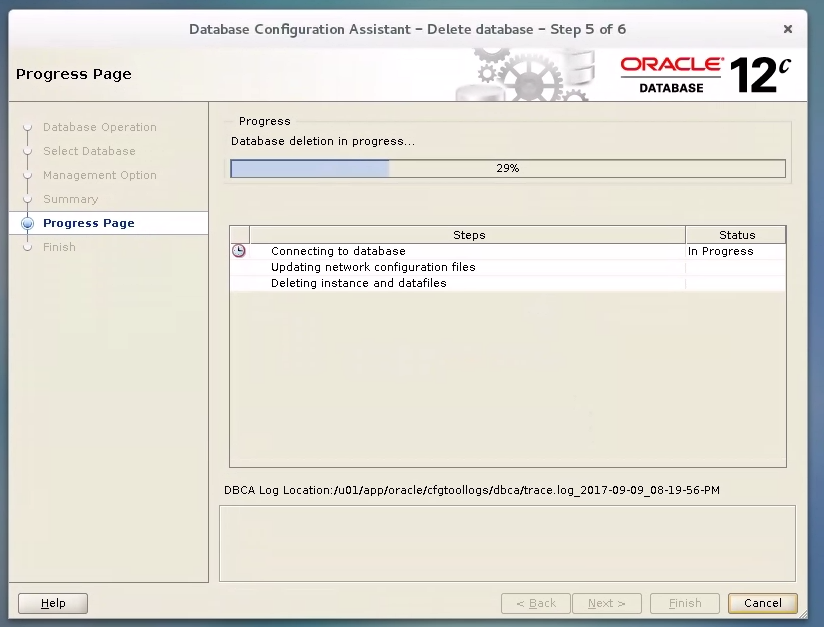 Database Configuration Assistant – Delete database – Step 5 of 6
×
Progress Page
ORACLE®
DATABASE
12c
Database Operation
Select Database
Management Option
Summary
Progress Page
Finish
Progress
Database deletion in progress...
29%
Steps Status
Connecting to database In Progress
Updating network configuration files
Deleting instance and datafiles
DBCA Log Location:/u01/app/oracle/cfgtoollogs/dbca/trace.log_2017-09-09_08-19-56-PM
Help < Back Next > Finish Cancel